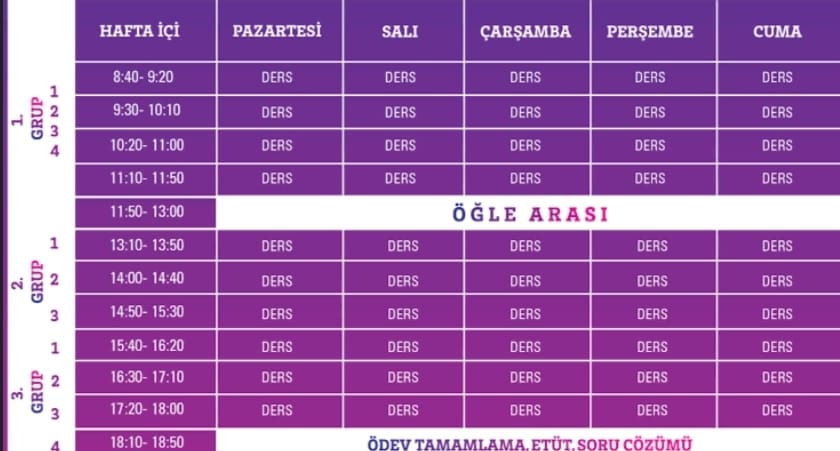 HAFTA İÇİ PAZARTESİ SALI ÇARŞAMBA PERŞEMBE CUMA
1. GRUP
1 8:40- 9:20 DERS DERS DERS DERS DERS
2 9:30- 10:10 DERS DERS DERS DERS DERS
3 10:20- 11:00 DERS DERS DERS DERS DERS
4 11:10- 11:50 DERS DERS DERS DERS DERS
11:50- 13:00 ÖĞLE ARASI
2. GRUP
1 13:10- 13:50 DERS DERS DERS DERS DERS
2 14:00- 14:40 DERS DERS DERS DERS DERS
3 14:50- 15:30 DERS DERS DERS DERS DERS
3. GRUP
1 15:40- 16:20 DERS DERS DERS DERS DERS
2 16:30- 17:10 DERS DERS DERS DERS DERS
3 17:20- 18:00 DERS DERS DERS DERS DERS
4 18:10- 18:50 ÖDEV TAMAMLAMA, ETÜT, SORU ÇÖZÜMÜ